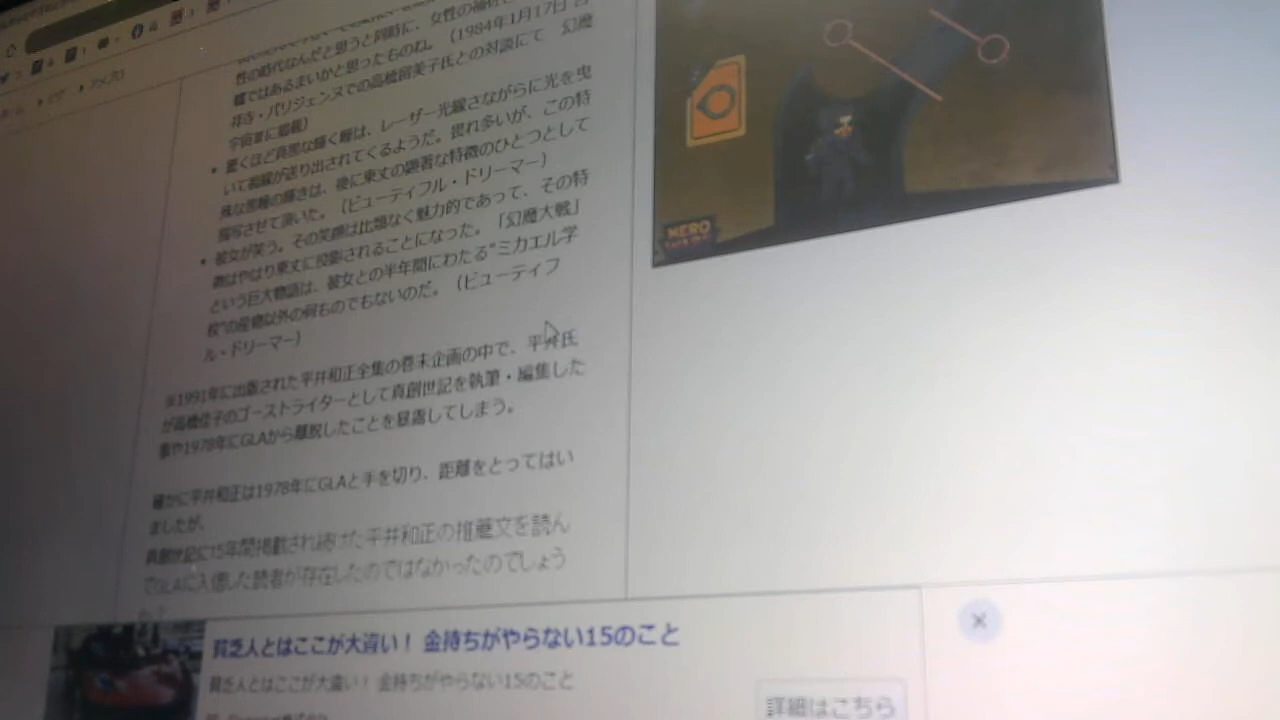 アメブロ
性の時代なんだと思うと同時に、女性の
嘘ではあるまいかと思ったものね。（1984年1月17日
祥寺・パリジェンヌでの高橋留美子氏との対談にて 幻魔
宇宙軍に掲載）
驚くほど真黒な輝く瞳は、レーザー光線さながらに光を曳
いて視線が送り出されてくるようだ。畏れ多いが、この特
殊な黒瞳の輝きは、後に東丈の顕著な特徴のひとつとして
描写させて頂いた。（ビューティフル・ドリーマー）
彼女が笑う。その笑顔は比類なく魅力的であって、その特
徴はやはり東丈に投影されることになった。「幻魔大戦」
という巨大物語は、彼女との半年間にわたる"ミカエル学
校"の産物以外の何ものでもないのだ。（ビューティフ
ル・ドリーマー）
※1991年に出版された平井和正全集の巻末企画の中で、平井氏
が高橋佳子のゴーストライターとして真創世記を執筆・編集した
事や1978年にGLAから離脱したことを暴露してしまう。
確かに平井和正は1978年にGLAと手を切り、距離をとってはい
ましたが、
真創世記に15年間掲載され続けた平井和正の推薦文を読ん
でGLAに入信した読者が存在したのではなかったのでしょう
か？
HERO
貧乏人とはここが大違い！ 金持ちがやらない15のこと
貧乏人とはここが大違い！ 金持ちがやらない15のこと
詳細はこちら